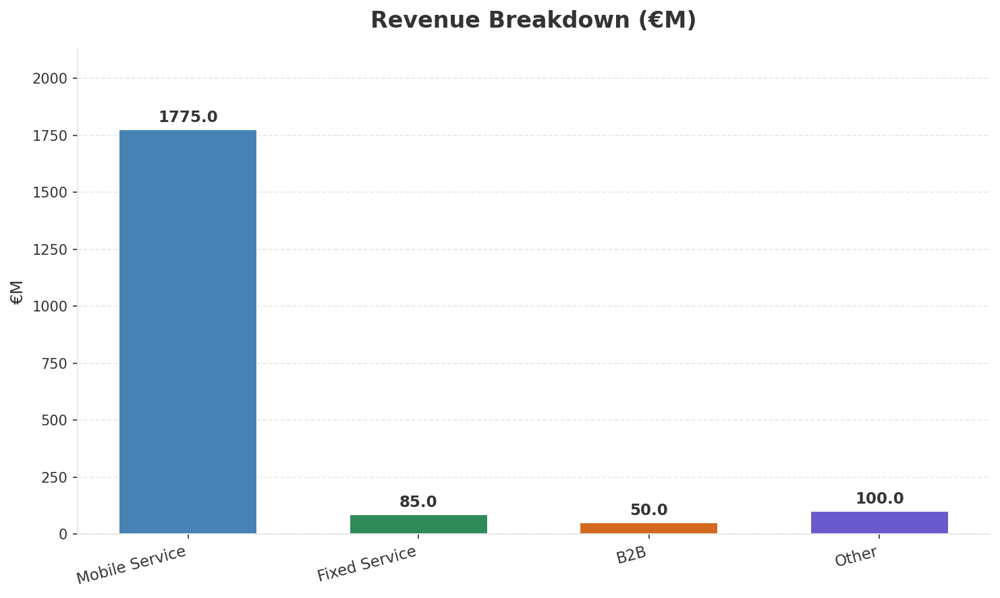 Revenue Breakdown (€M)
€M
2000
1750
1500
1250
1000
750
500
250
0
1775.0
85.0
50.0
100.0
Mobile Service
Fixed Service
B2B
Other